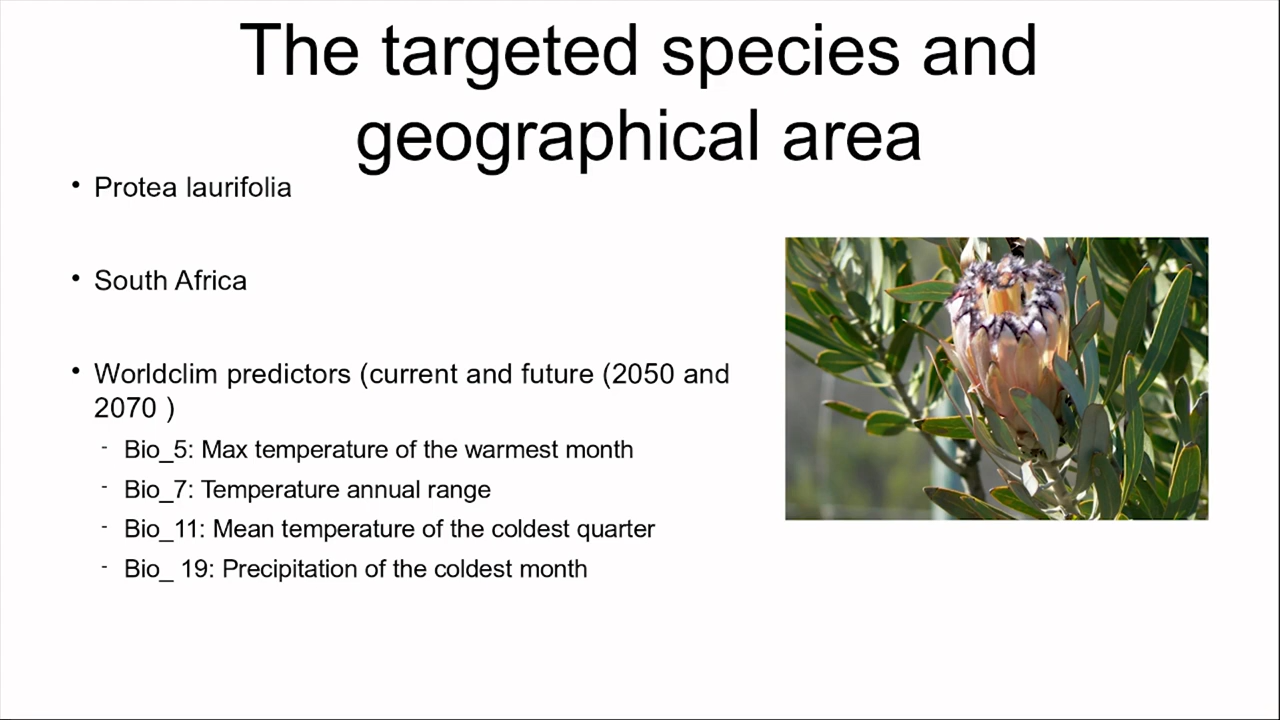 The targeted species and
geographical area
• Protea laurifolia
• South Africa
• Worldclim predictors (current and future (2050 and
2070 )
- Bio_5: Max temperature of the warmest month
- Bio_7: Temperature annual range
- Bio_11: Mean temperature of the coldest quarter
- Bio_ 19: Precipitation of the coldest month